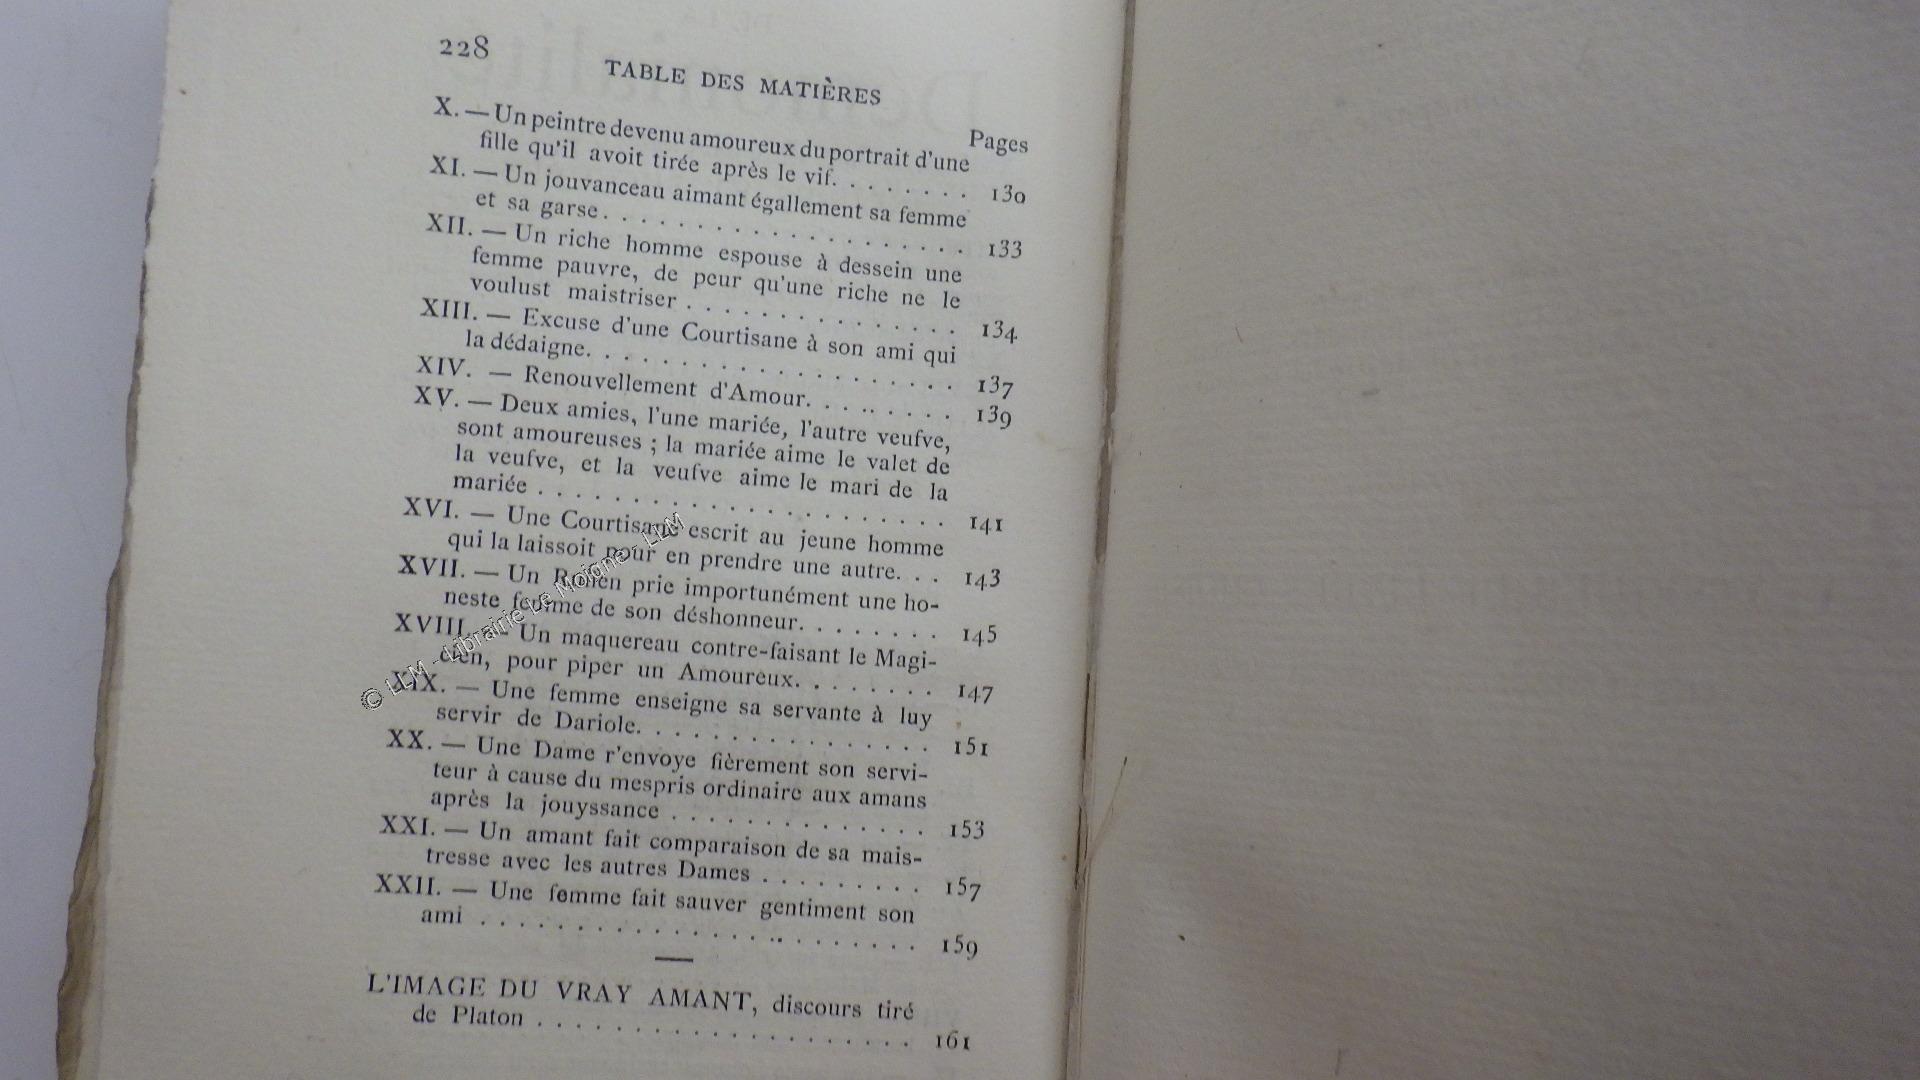 228
TABLE DES MATIÈRES
Pages
X. — Un peintre devenu amoureux du portrait d'une
fille qu'il avoit tirée après le vif. . . . . . . . 130
XI. — Un jouvanceau aimant égallement sa femme
et sa garse. . . . . . . . . . . . . . . . . . . 133
XII. — Un riche homme espouse à dessein une
femme pauvre, de peur qu'une riche ne le
voulust maistriser . . . . . . . . . . . . . . . 134
XIII. — Excuse d'une Courtisane à son ami qui
la dédaigne. . . . . . . . . . . . . . . . . . . 137
XIV. — Renouvellement d'Amour. . . . . . . . . 139
XV. — Deux amies, l'une mariée, l'autre veufve,
sont amoureuses ; la mariée aime le valet de
la veufve, et la veufve aime le mari de la
mariée . . . . . . . . . . . . . . . . . . . . . . 141
XVI. — Une Courtisane escrit au jeune homme
qui la laissoit pour en prendre une autre. . . 143
XVII. — Un Rufien prie importunément une ho-
neste femme de son déshonneur. . . . . . . . 145
XVIII. — Un maquereau contre-faisant le Magi-
cien, pour piper un Amoureux. . . . . . . . 147
XIX. — Une femme enseigne sa servante à luy
servir de Dariole. . . . . . . . . . . . . . . . 151
XX. — Une Dame r'envoye fièrement son servi-
teur à cause du mespris ordinaire aux amans
après la jouyssance . . . . . . . . . . . . . . 153
XXI. — Un amant fait comparaison de sa mais-
tresse avec les autres Dames . . . . . . . . . 157
XXII. — Une femme fait sauver gentiment son
ami . . . . . . . . . . . . . . . . . . . . . . . . 159
L'IMAGE DU VRAY AMANT, discours tiré
de Platon . . . . . . . . . . . . . . . . . . . . 161
© LLM - Librairie Le Moigne - LLM